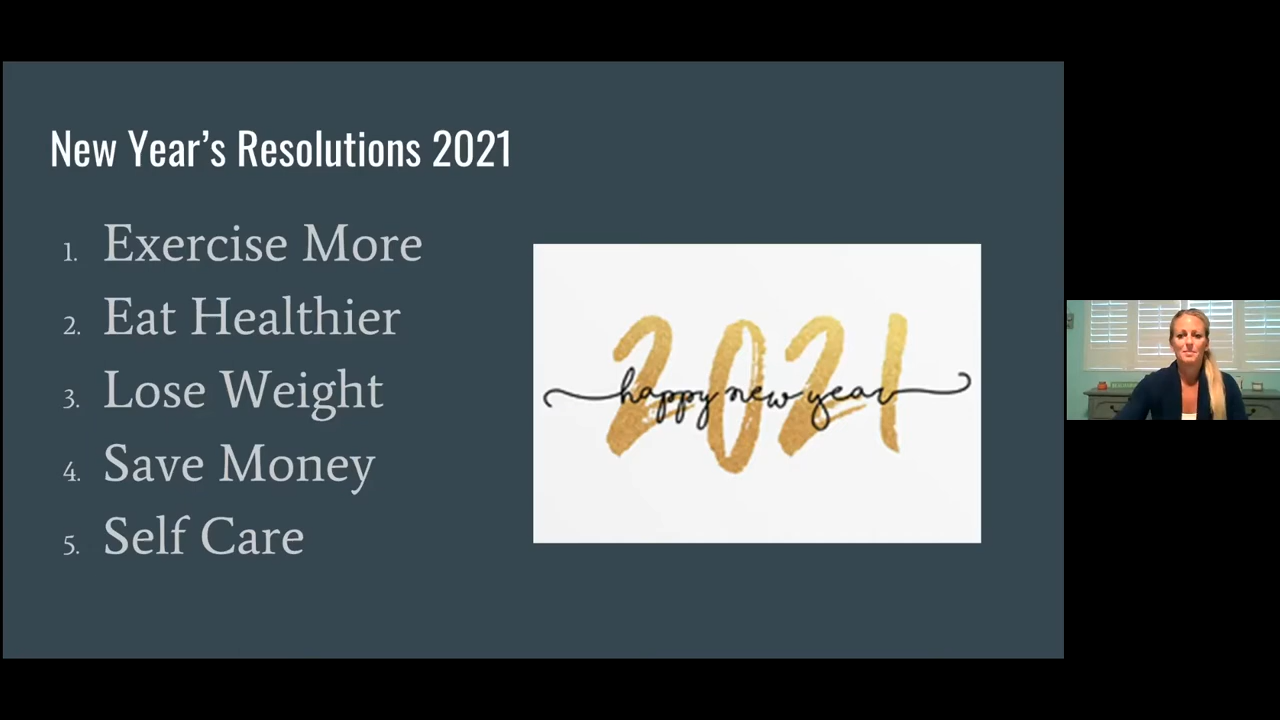 New Year's Resolutions 2021
1. Exercise More
2. Eat Healthier
3. Lose Weight
4. Save Money
5. Self Care
2021
happy new year